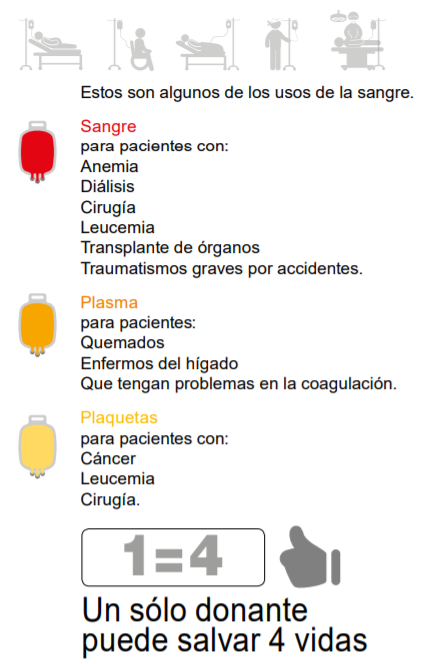 Estos son algunos de los usos de la sangre.
Sangre
para pacientes con:
Anemia
Diálisis
Cirugía
Leucemia
Transplante de órganos
Traumatismos graves por accidentes.
Plasma
para pacientes:
Quemados
Enfermos del hígado
Que tengan problemas en la coagulación.
Plaquetas
para pacientes con:
Cáncer
Leucemia
Cirugía.
1=4
Un sólo donante
puede salvar 4 vidas